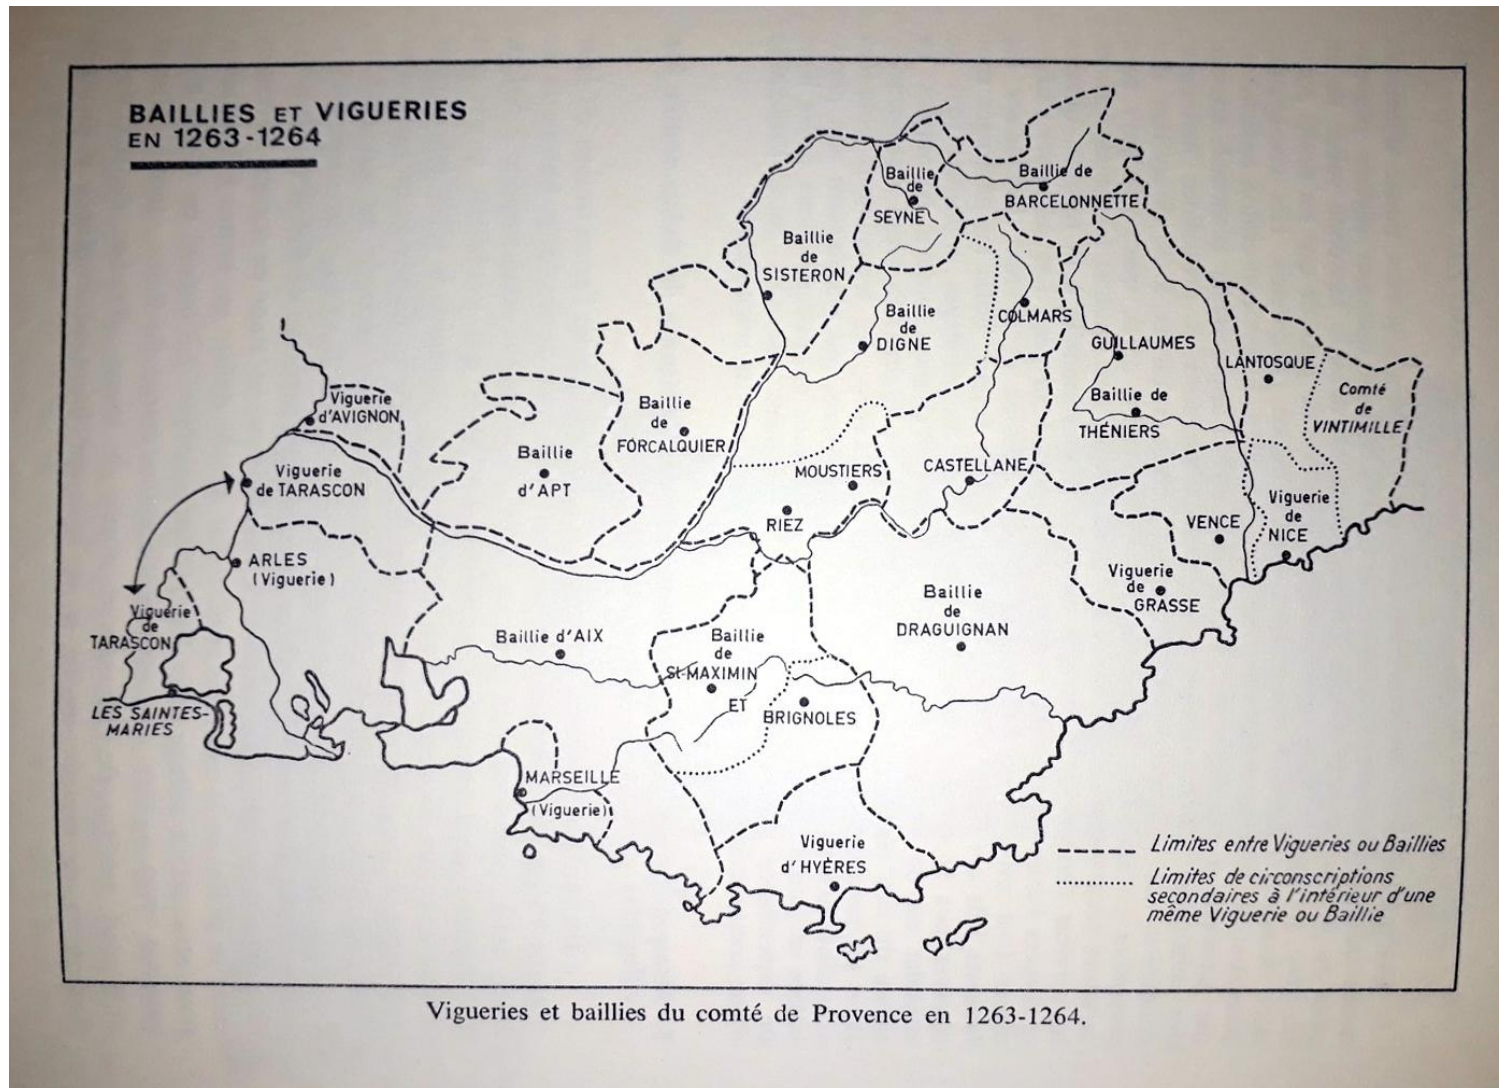 BAILLIES ET VIGUERIES
EN 1263-1264
Baillie
de
SEYNE
Baillie de
BARCELONNETTE
Baillie
de
SISTERON
Baillie
de
DIGNE
COLMARS
GUILLAUMES
LANTOSQUE
Comté
de
VINTIMILLE
Baillie de
THÉNIERS
Viguerie
d'AVIGNON
Baillie
de
FORCALQUIER
Viguerie
de TARASCON
Baillie
d'APT
MOUSTIERS
CASTELLANE
RIEZ
VENCE
Viguerie
de
NICE
ARLES
(Viguerie)
Viguerie
de
GRASSE
Viguerie
de
TARASCON
Baillie d'AIX
Baillie
de
St-MAXIMIN
ET
BRIGNOLES
Baillie
de
DRAGUIGNAN
LES SAINTES-
MARIES
MARSEILLE
(Viguerie)
Viguerie
d'HYÈRES
Limites entre Vigueries ou Baillies
Limites de circonscriptions
secondaires à l'intérieur d'une
même Viguerie ou Baillie
Vigueries et baillies du comté de Provence en 1263-1264.